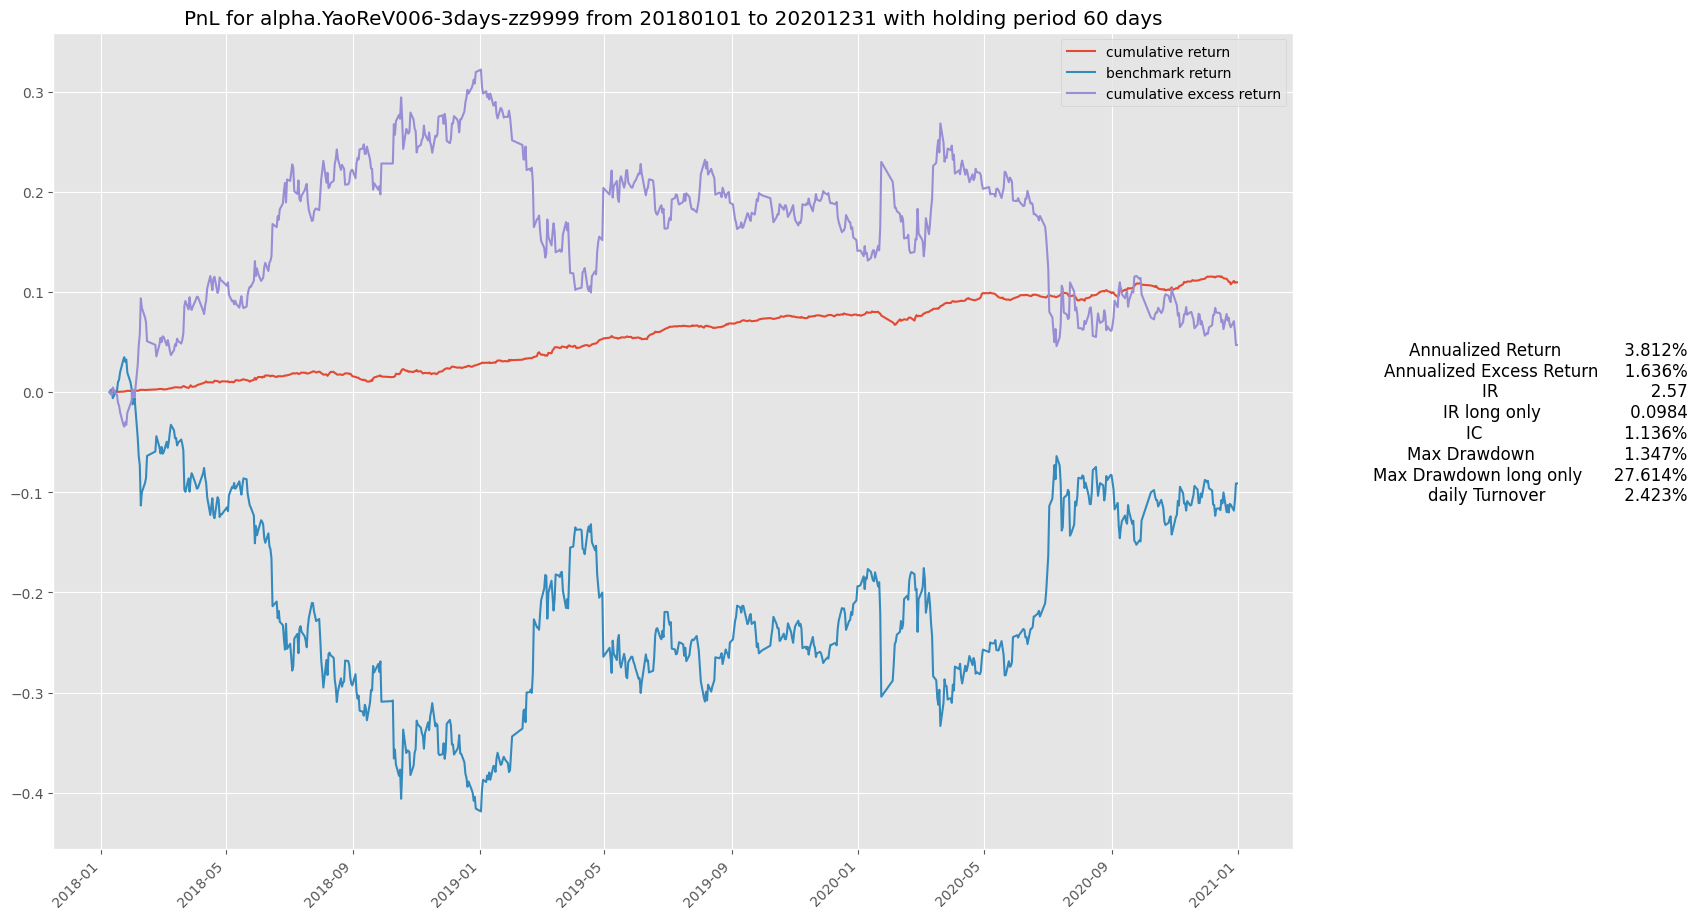 PnL for alpha.YaoReV006-3days-zz9999 from 20180101 to 20201231 with holding period 60 days
cumulative return
benchmark return
cumulative excess return
0.3
0.2
0.1
0.0
−0.1
−0.2
−0.3
−0.4
2018-01
2018-05
2018-09
2019-01
2019-05
2019-09
2020-01
2020-05
2020-09
2021-01
Annualized Return 3.812%
Annualized Excess Return 1.636%
IR 2.57
IR long only 0.0984
IC 1.136%
Max Drawdown 1.347%
Max Drawdown long only 27.614%
daily Turnover 2.423%